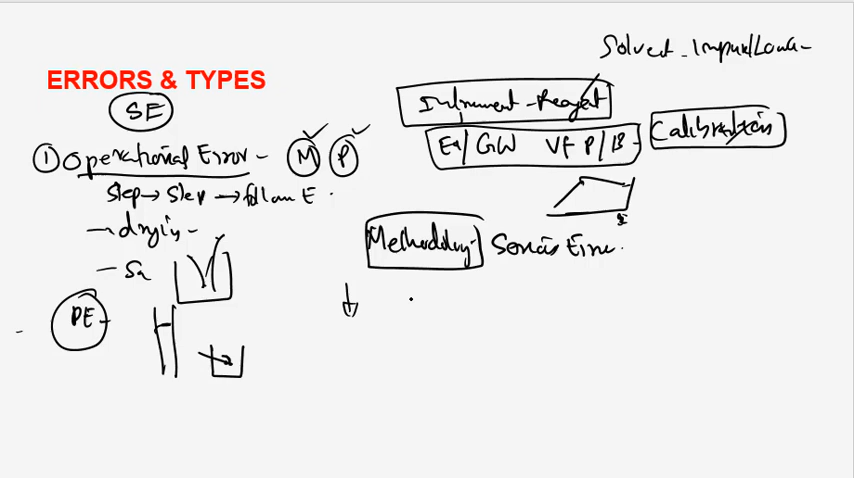 ERRORS & TYPES
SE
① Operational Error - M P
Step → Step → follow E
- drying -
- Sa
PE -
Solvent -
Instrument - Reagent
GW VF P/B -
Calibration
Methodology Serious Error.